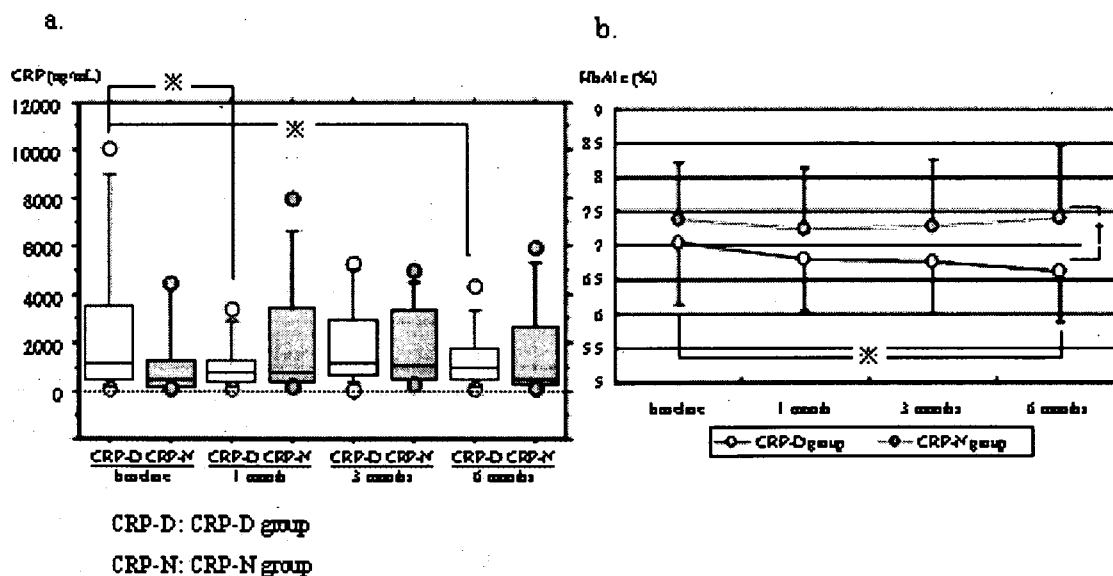 a.
CRP (ng/mL)
12000
10000
8000
6000
4000
2000
0
※
※
CRP-D CRP-N CRP-D CRP-N CRP-D CRP-N CRP-D CRP-N
baseline 1 month 3 months 6 months
CRP-D: CRP-D group
CRP-N: CRP-N group
b.
HbA1c (%)
9
8.5
8
7.5
7
6.5
6
5.5
5
※
baseline 1 month 3 months 6 months
CRP-D group CRP-N group